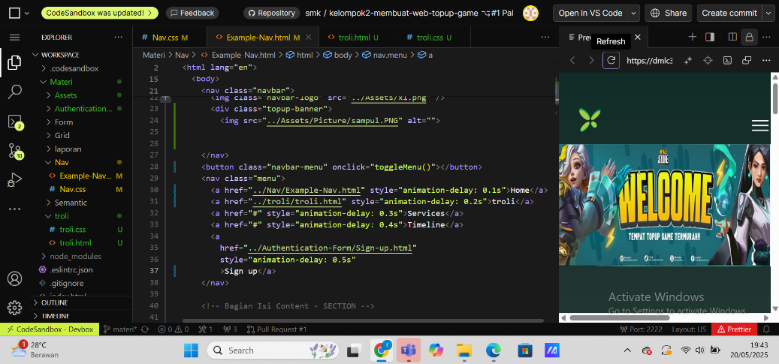 CodeSandbox was updated!
Feedback
Repository
smk / kelompok2-membuat-web-topup-game
#1 Pal
Open in VS Code
Share
Create commit
EXPLORER
Nav.css M
Example-Nav.html M
troli.html U
troli.css U
Refresh
WORKSPACE
Materi > Nav > Example-Nav.html > html > body > nav.menu > a
https://dmlc3
.codesandbox
Materi
Assets
Authentication...
Form
Grid
laporan
Nav
Example-Nav... M
Nav.css M
Semantic
troli
troli.css U
troli.html U
node_modules
.eslintrc.json
.gitignore
OUTLINE
TIMELINE
2 <html lang="en">
15 <body>
21 <nav class="navbar">
22 <img class="navbar-logo" src="../Assets/x1.png" />
23 <div class="topup-banner">
24 <img src="../Assets/Picture/sampul.PNG" alt="">
25
26
27 </nav>
28 <button class="navbar-menu" onclick="toggleMenu()"></button>
29 <nav class="menu">
30 <a href="../Nav/Example-Nav.html" style="animation-delay: 0.1s">Home</a>
31 <a href="../troli/troli.html" style="animation-delay: 0.2s">troli</a>
32 <a href="#" style="animation-delay: 0.3s">Services</a>
33 <a href="#" style="animation-delay: 0.4s">Timeline</a>
34 <a
35 href="../Authentication-Form/Sign-up.html"
36 style="animation-delay: 0.5s"
37 >Sign up</a>
38 </nav>
39
40 <!-- Bagian Isi Content - SECTION -->
41
WELCOME
TEMPAT TOPUP GAME TERMURAH
Activate Windows
Go to Settings to activate Windows.
CodeSandbox - Devbox
materi*
0 0
1
3
Pull Request #1
Port: 2222
Layout: US
Prettier
1
28°C
Berawan
Search
19:43
20/05/2025